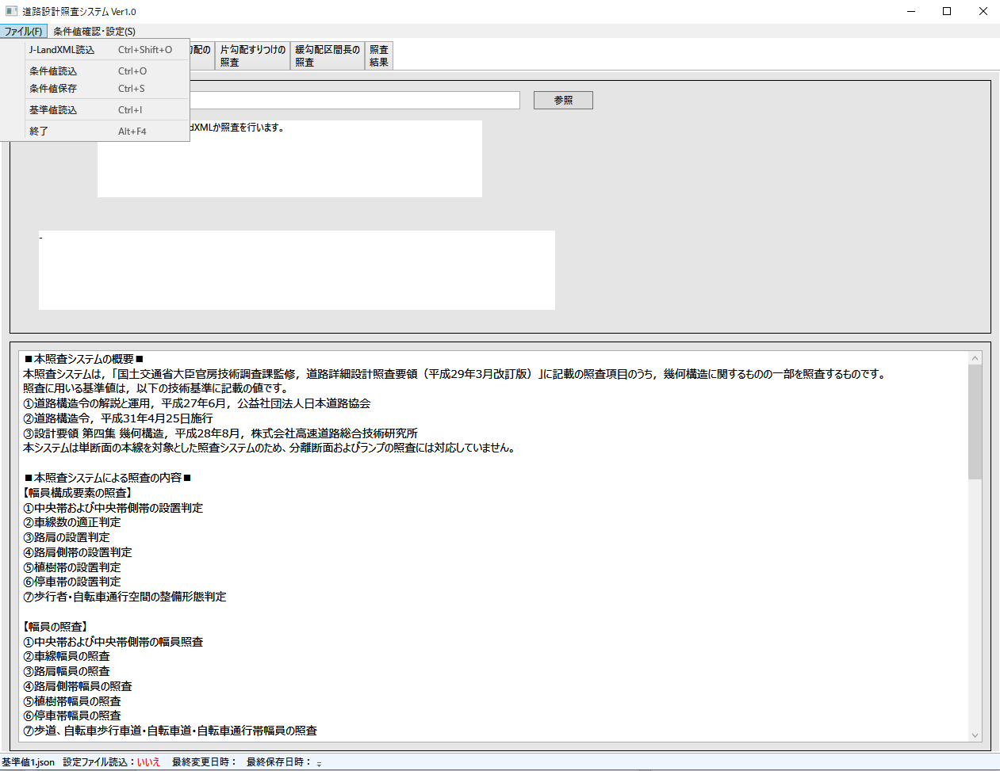 道路設計照査システム Ver1.0
ファイル(F) 条件値確認・設定(S)
J-LandXML読込 Ctrl+Shift+O
条件値読込 Ctrl+O
条件値保存 Ctrl+S
基準値読込 Ctrl+I
終了 Alt+F4
配の
片勾配すりつけの
照査
緩勾配区間長の
照査
照査
結果
参照
dXMLか照査を行います。
-
■本照査システムの概要■
本照査システムは，「国土交通省大臣官房技術調査課監修，道路詳細設計照査要領（平成29年3月改訂版）」に記載の照査項目のうち，幾何構造に関するものの一部を照査するものです。
照査に用いる基準値は，以下の技術基準に記載の値です。
①道路構造令の解説と運用，平成27年6月，公益社団法人日本道路協会
②道路構造令，平成31年4月25日施行
③設計要領 第四集 幾何構造，平成28年8月，株式会社高速道路総合技術研究所
本システムは単断面の本線を対象とした照査システムのため、分離断面およびランプの照査には対応していません。
■本照査システムによる照査の内容■
【幅員構成要素の照査】
①中央帯および中央帯側帯の設置判定
②車線数の適正判定
③路肩の設置判定
④路肩側帯の設置判定
⑤植樹帯の設置判定
⑥停車帯の設置判定
⑦歩行者・自転車通行空間の整備形態判定
【幅員の照査】
①中央帯および中央帯側帯の幅員照査
②車線幅員の照査
③路肩幅員の照査
④路肩側帯幅員の照査
⑤植樹帯幅員の照査
⑥停車帯幅員の照査
⑦歩道、自転車歩行車道・自転車道・自転車通行帯幅員の照査
基準値1.json 設定ファイル読込：いいえ 最終変更日時： 最終保存日時：